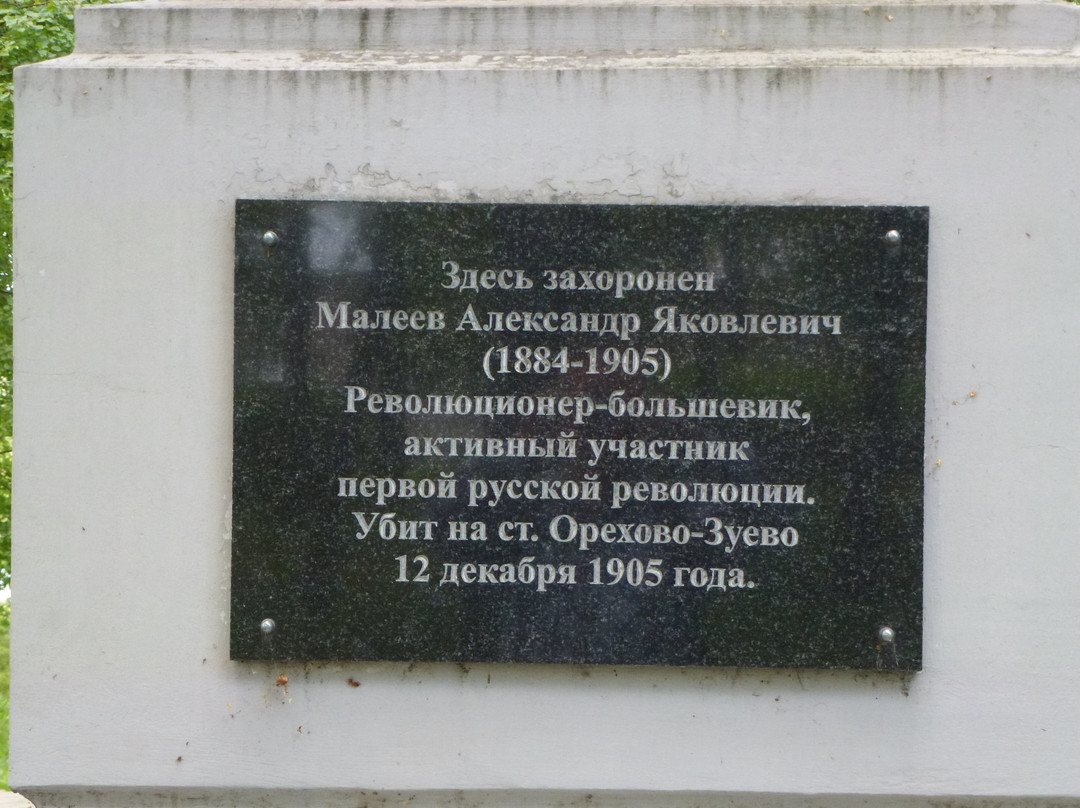 Здесь захоронен
Малеев Александр Яковлевич
(1884-1905)
Революционер-большевик,
активный участник
первой русской революции.
Убит на ст. Орехово-Зуево
12 декабря 1905 года.